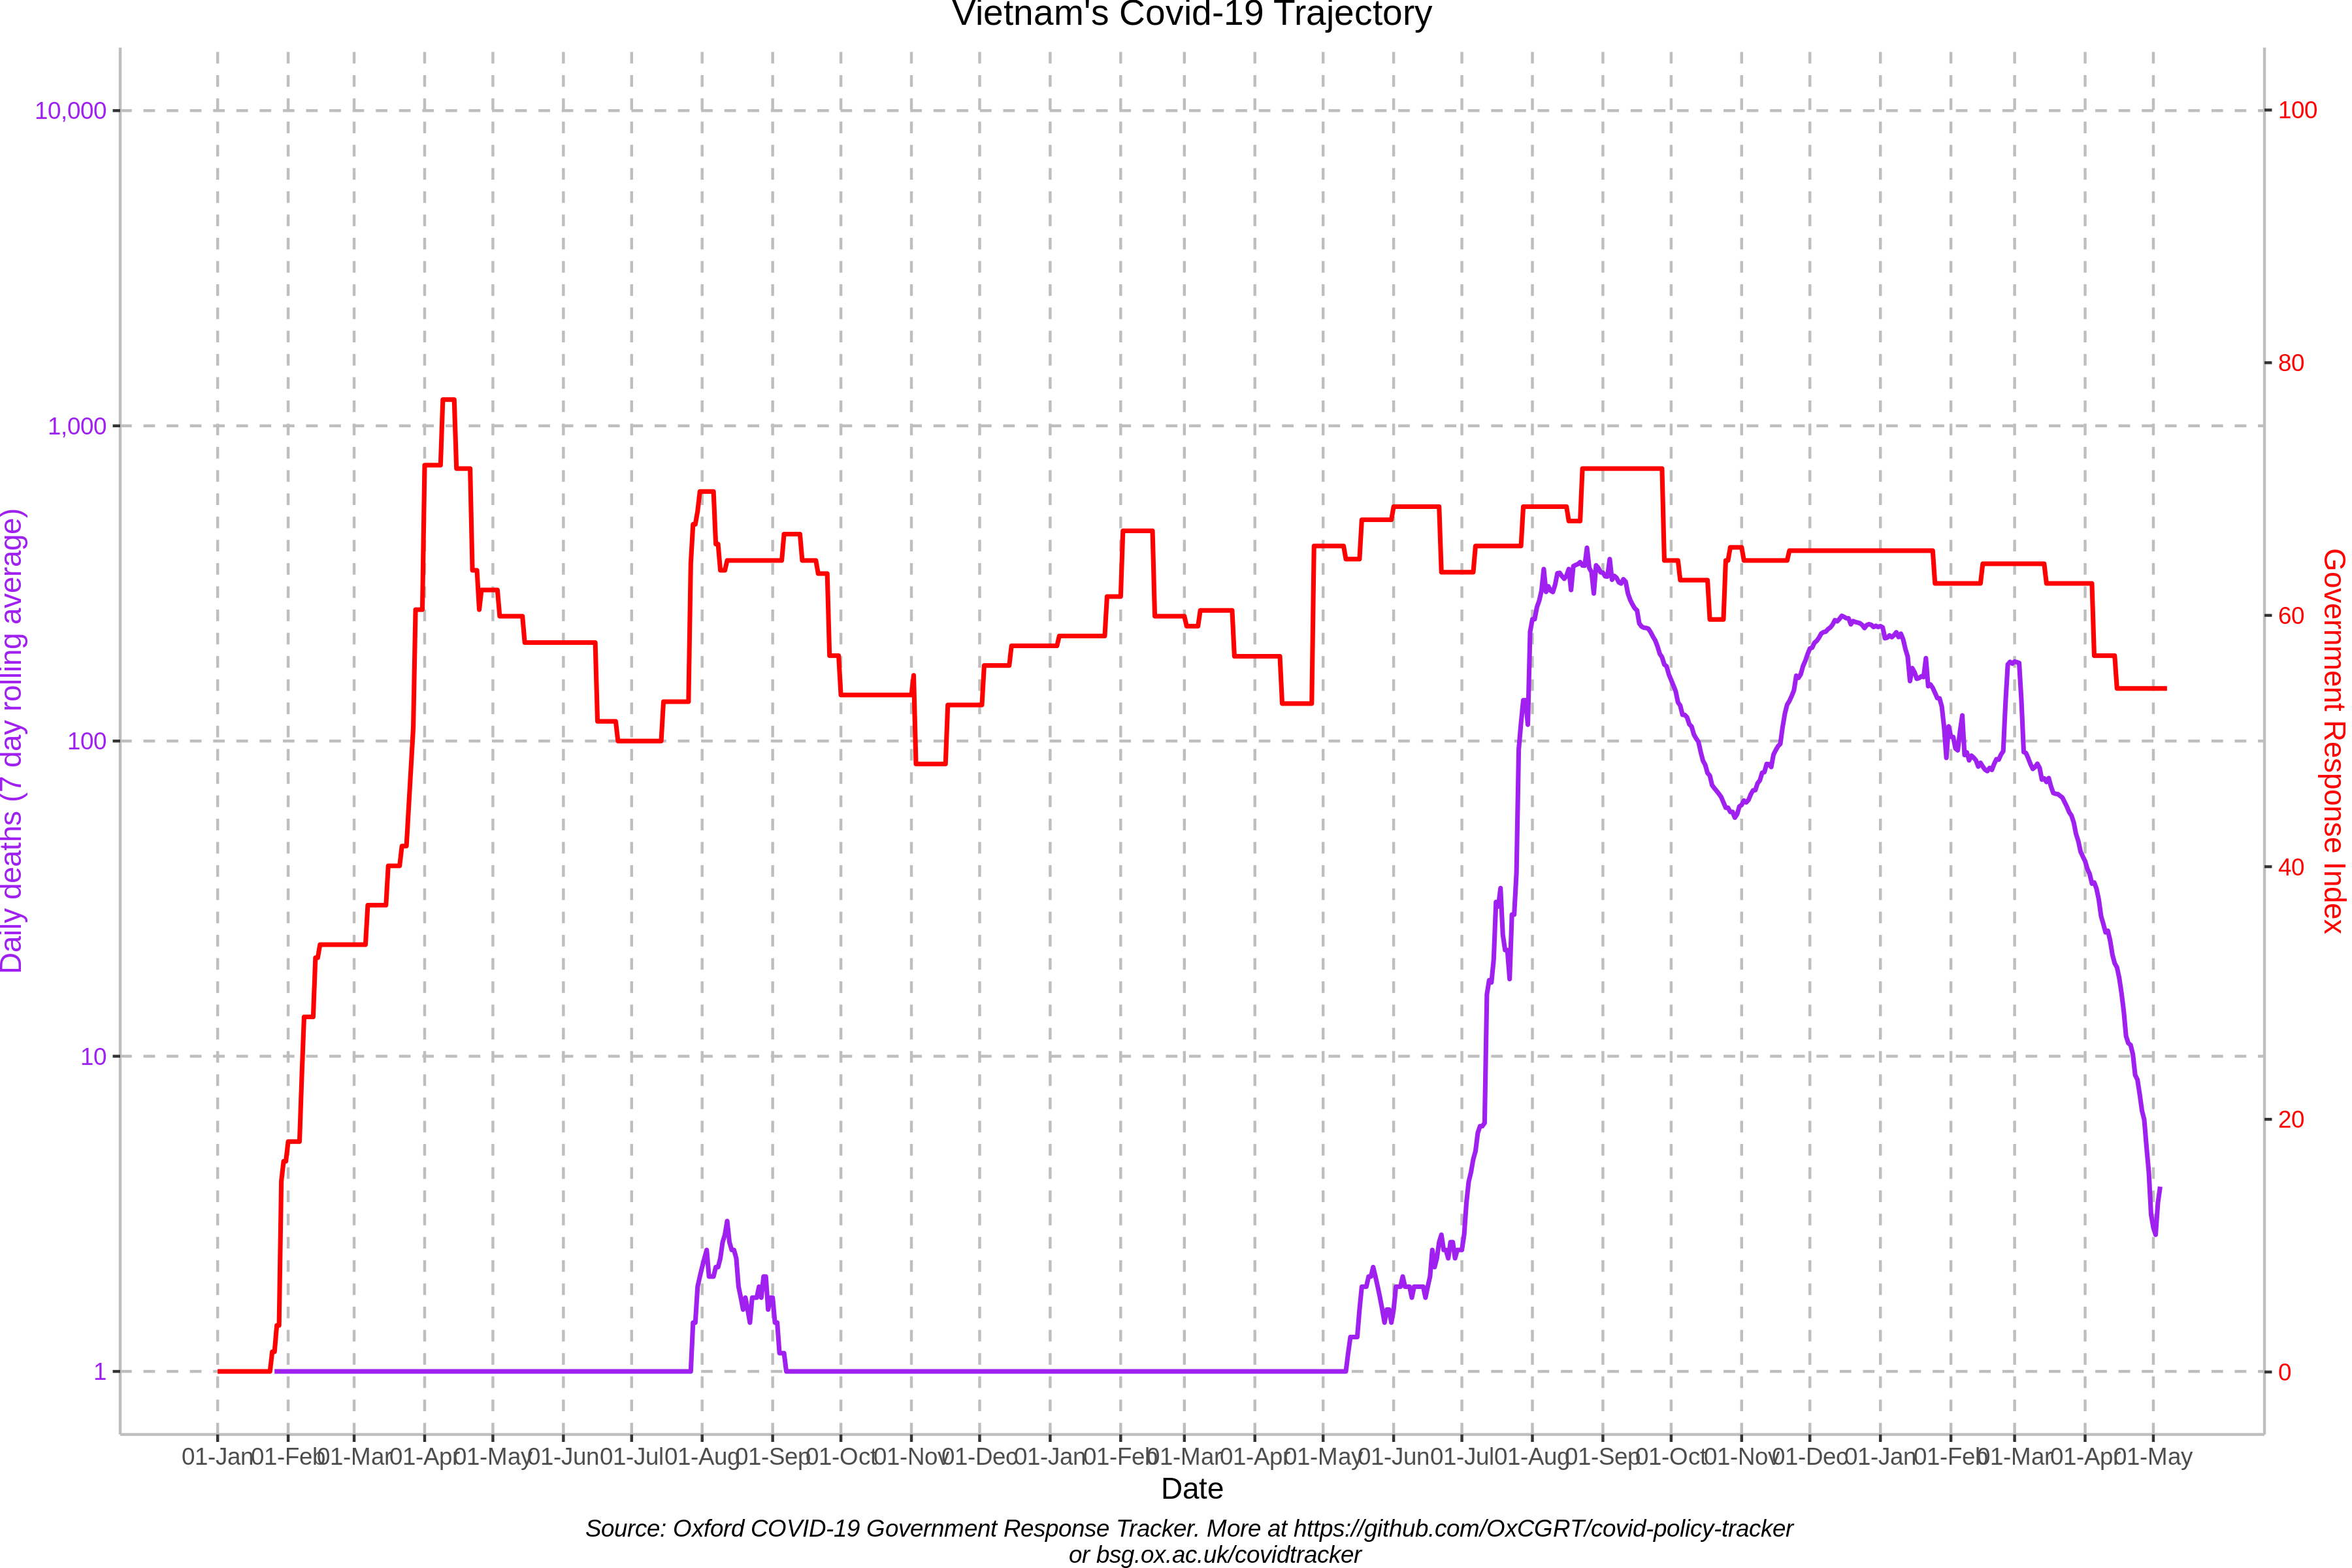 Vietnam's Covid-19 Trajectory
10,000
1,000
100
10
1
Daily deaths (7 day rolling average)
100
80
60
40
20
0
Government Response Index
01-Jan 01-Feb 01-Mar 01-Apr 01-May 01-Jun 01-Jul 01-Aug 01-Sep 01-Oct 01-Nov 01-Dec 01-Jan 01-Feb 01-Mar 01-Apr 01-May 01-Jun 01-Jul 01-Aug 01-Sep 01-Oct 01-Nov 01-Dec 01-Jan 01-Feb 01-Mar 01-Apr 01-May
Date
Source: Oxford COVID-19 Government Response Tracker. More at https://github.com/OxCGRT/covid-policy-tracker
or bsg.ox.ac.uk/covidtracker